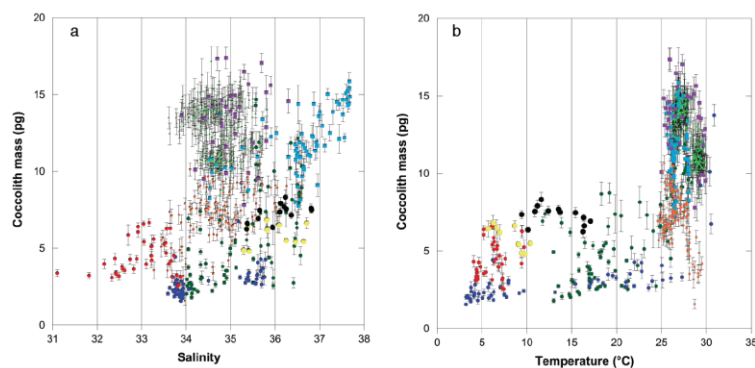 a
Coccolith mass (pg)
20
15
10
5
0
31 32 33 34 35 36 37 38
Salinity
b
Coccolith mass (pg)
20
15
10
5
0
0 5 10 15 20 25 30 35
Temperature (°C)